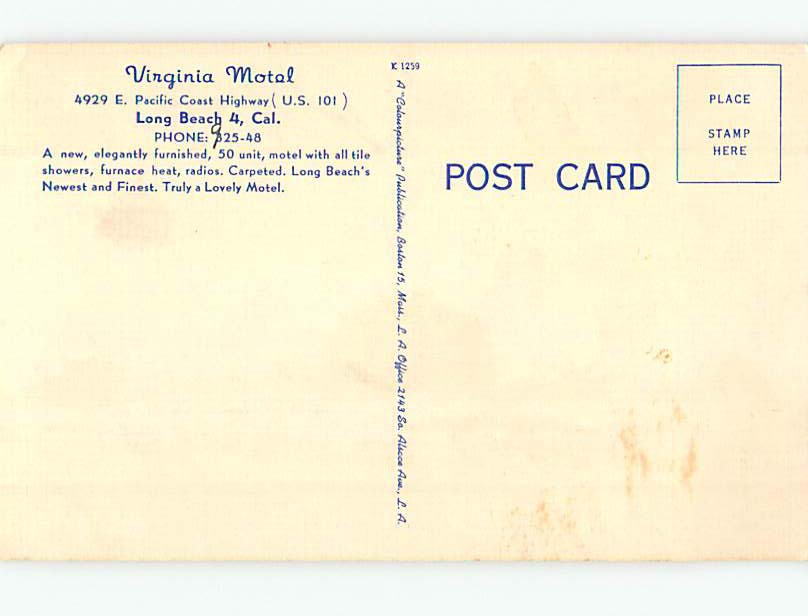 Virginia Motel
4929 E. Pacific Coast Highway (U.S. 101)
Long Beach 4, Cal.
PHONE: 925-48
A new, elegantly furnished, 50 unit, motel with all tile
showers, furnace heat, radios. Carpeted. Long Beach's
Newest and Finest. Truly a Lovely Motel.
K 1259
A "Colourpicture" Publication, Boston 15, Mass., L. A. Office 2143 So. Alsace Ave., L. A.
POST CARD
PLACE
STAMP
HERE